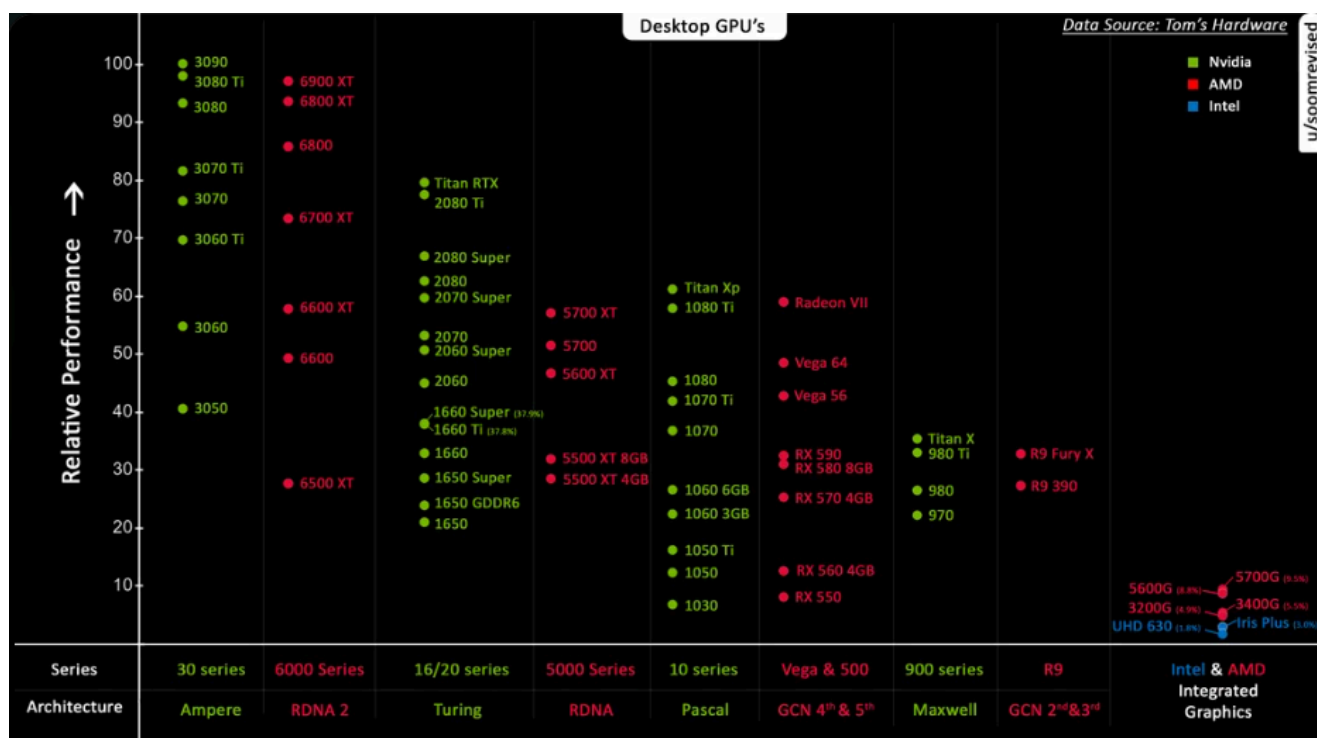 Desktop GPU's
Data Source: Tom's Hardware
u/soomrevised
Nvidia
AMD
Intel
Relative Performance
100
90
80
70
60
50
40
30
20
10
3090
3080 Ti
3080
3070 Ti
3070
3060 Ti
3060
3050
6900 XT
6800 XT
6800
6700 XT
6600 XT
6600
6500 XT
Titan RTX
2080 Ti
2080 Super
2080
2070 Super
2070
2060 Super
2060
1660 Super (37.9%)
1660 Ti (37.8%)
1660
1650 Super
1650 GDDR6
1650
5700 XT
5700
5600 XT
5500 XT 8GB
5500 XT 4GB
Titan Xp
1080 Ti
1080
1070 Ti
1070
1060 6GB
1060 3GB
1050 Ti
1050
1030
Radeon VII
Vega 64
Vega 56
RX 590
RX 580 8GB
RX 570 4GB
RX 560 4GB
RX 550
Titan X
980 Ti
980
970
R9 Fury X
R9 390
5700G (9.5%)
5600G (8.8%)
3400G (5.5%)
3200G (4.9%)
Iris Plus (3.0%)
UHD 630 (1.8%)
Series 30 series 6000 Series 16/20 series 5000 Series 10 series Vega & 500 900 series R9 Intel & AMD
Integrated
Graphics
Architecture Ampere RDNA 2 Turing RDNA Pascal GCN 4th & 5th Maxwell GCN 2nd&3rd